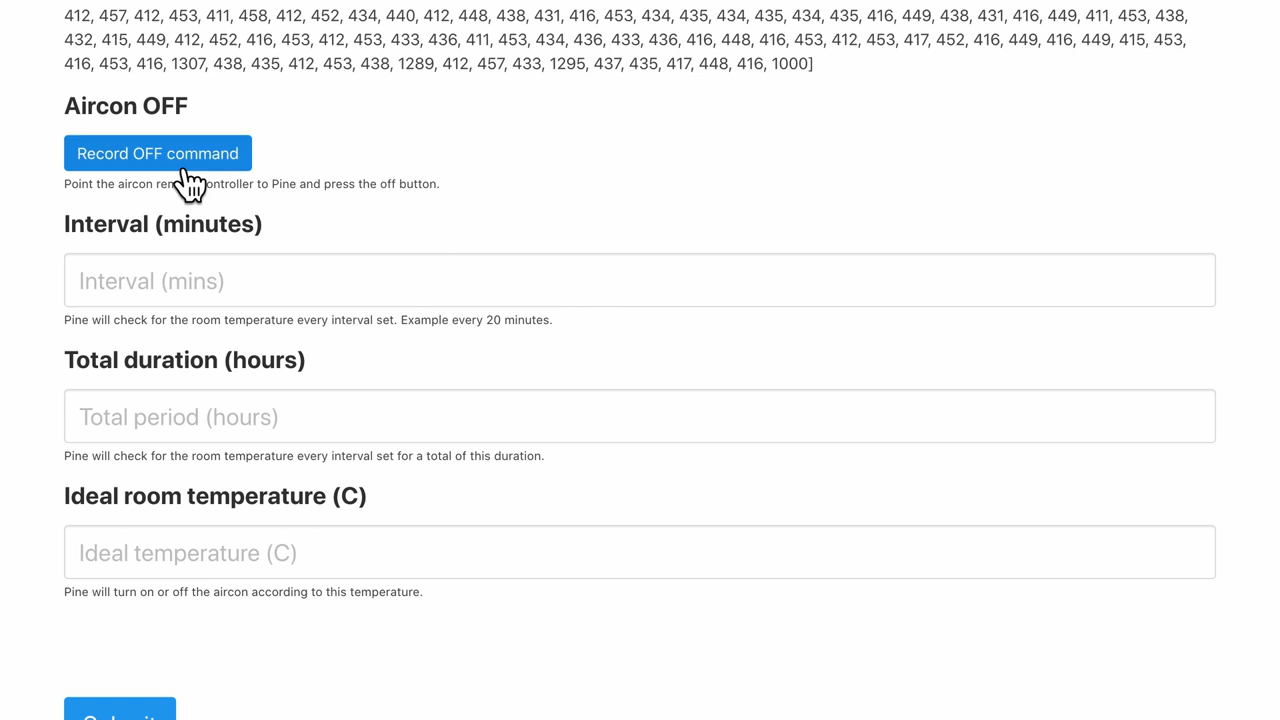 412, 457, 412, 453, 411, 458, 412, 452, 434, 440, 412, 448, 438, 431, 416, 453, 434, 435, 434, 435, 434, 435, 416, 449, 438, 431, 416, 449, 411, 453, 438,
432, 415, 449, 412, 452, 416, 453, 412, 453, 433, 436, 411, 453, 434, 436, 433, 436, 416, 448, 416, 453, 412, 453, 417, 452, 416, 449, 416, 449, 415, 453,
416, 453, 416, 1307, 438, 435, 412, 453, 438, 1289, 412, 457, 433, 1295, 437, 435, 417, 448, 416, 1000]
Aircon OFF
Record OFF command
Point the aircon controller to Pine and press the off button.
Interval (minutes)
Interval (mins)
Pine will check for the room temperature every interval set. Example every 20 minutes.
Total duration (hours)
Total period (hours)
Pine will check for the room temperature every interval set for a total of this duration.
Ideal room temperature (C)
Ideal temperature (C)
Pine will turn on or off the aircon according to this temperature.